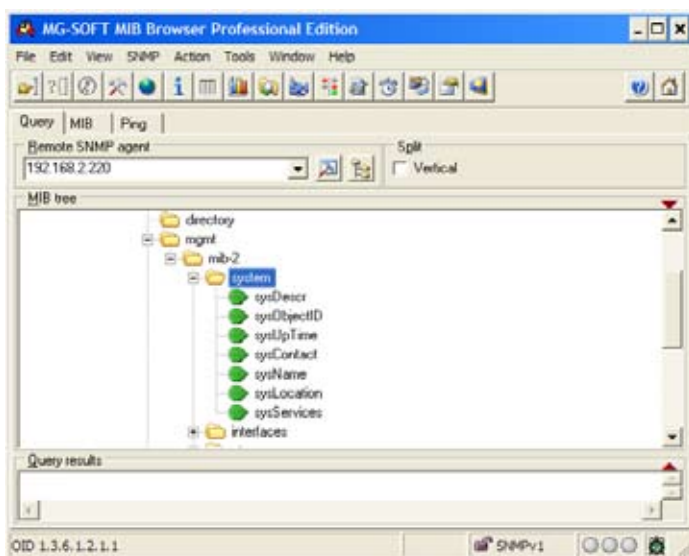 MG-SOFT MIB Browser Professional Edition
File Edit View SNMP Action Tools Window Help
Query MIB Ping
Remote SNMP agent
Split
192.168.2.220
Vertical
MIB tree
directory
mgmt
mib-2
system
sysDescr
sysObjectID
sysUpTime
sysContact
sysName
sysLocation
sysServices
interfaces
Query results
OID 1.3.6.1.2.1.1
SNMPv1